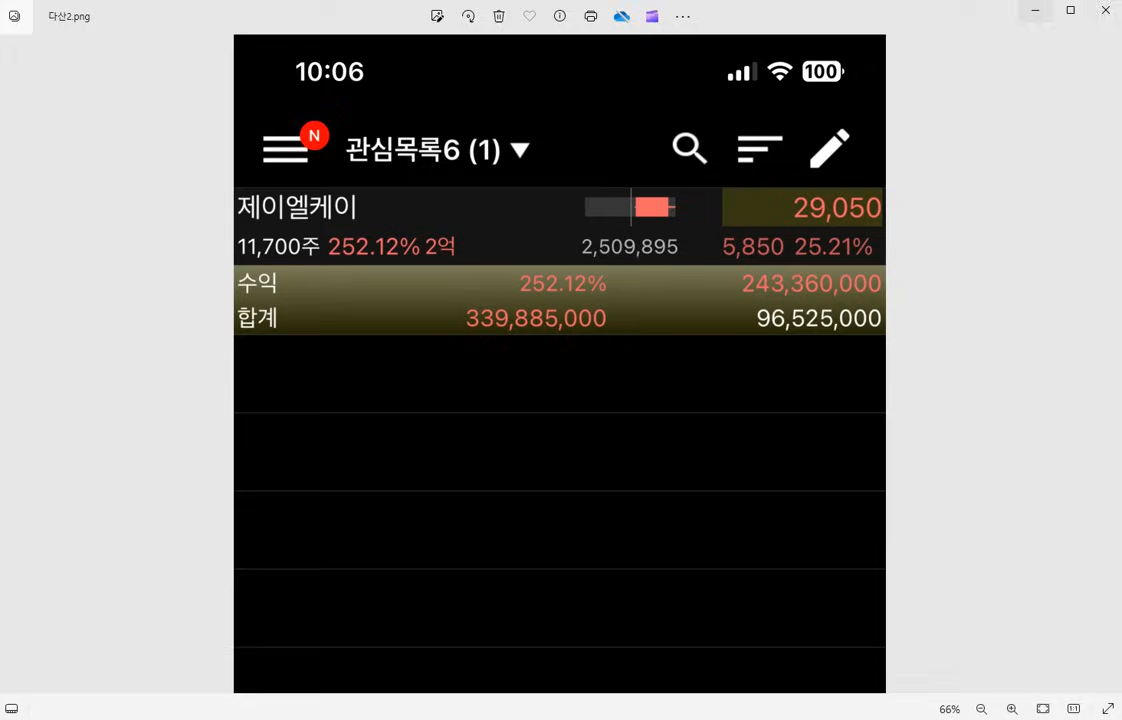 다산2.png
10:06
100
N
관심목록6 (1) ▼
제이엘케이 29,050
11,700주 252.12% 2억 2,509,895 5,850 25.21%
수익 252.12% 243,360,000
합계 339,885,000 96,525,000
66%
1:1